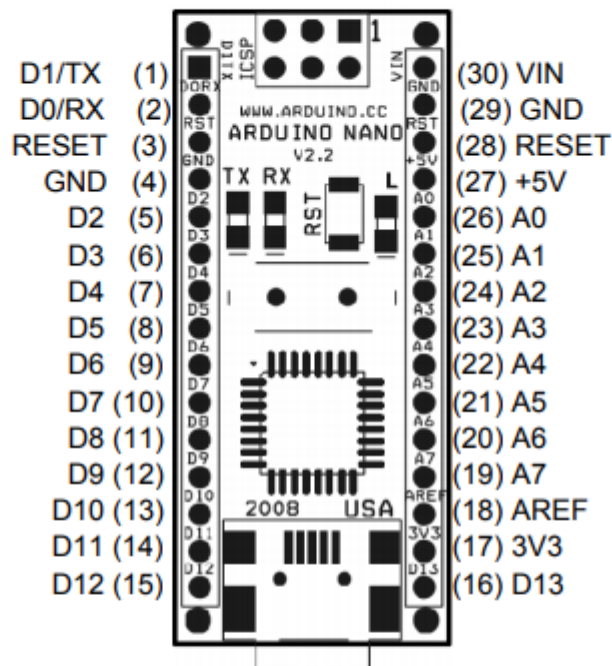 D1/TX (1)
D0/RX (2)
RESET (3)
GND (4)
D2 (5)
D3 (6)
D4 (7)
D5 (8)
D6 (9)
D7 (10)
D8 (11)
D9 (12)
D10 (13)
D11 (14)
D12 (15)
1
ICSP
VIN
DORX
GND
RST
RST
GND
+5V
WWW.ARDUINO.CC
ARDUINO NANO
V2.2
TX RX
RST
L
D2
D3
D4
D5
D6
D7
D8
D9
D10
D11
D12
A0
A1
A2
A3
A4
A5
A6
A7
AREF
3V3
D13
2008 USA
(30) VIN
(29) GND
(28) RESET
(27) +5V
(26) A0
(25) A1
(24) A2
(23) A3
(22) A4
(21) A5
(20) A6
(19) A7
(18) AREF
(17) 3V3
(16) D13